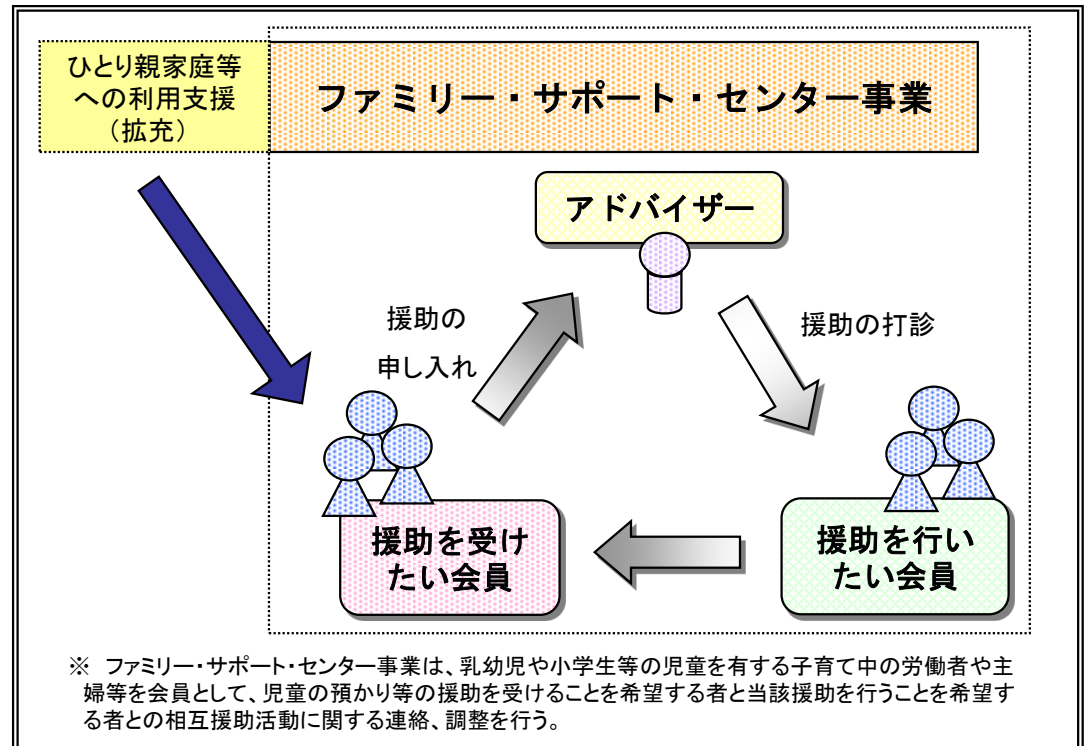 ひとり親家庭等
への利用支援
（拡充）
ファミリー・サポート・センター事業
アドバイザー
援助の
申し入れ
援助の打診
援助を受け
たい会員
援助を行い
たい会員
※　ファミリー・サポート・センター事業は、乳幼児や小学生等の児童を有する子育て中の労働者や主
婦等を会員として、児童の預かり等の援助を受けることを希望する者と当該援助を行うことを希望す
る者との相互援助活動に関する連絡、調整を行う。